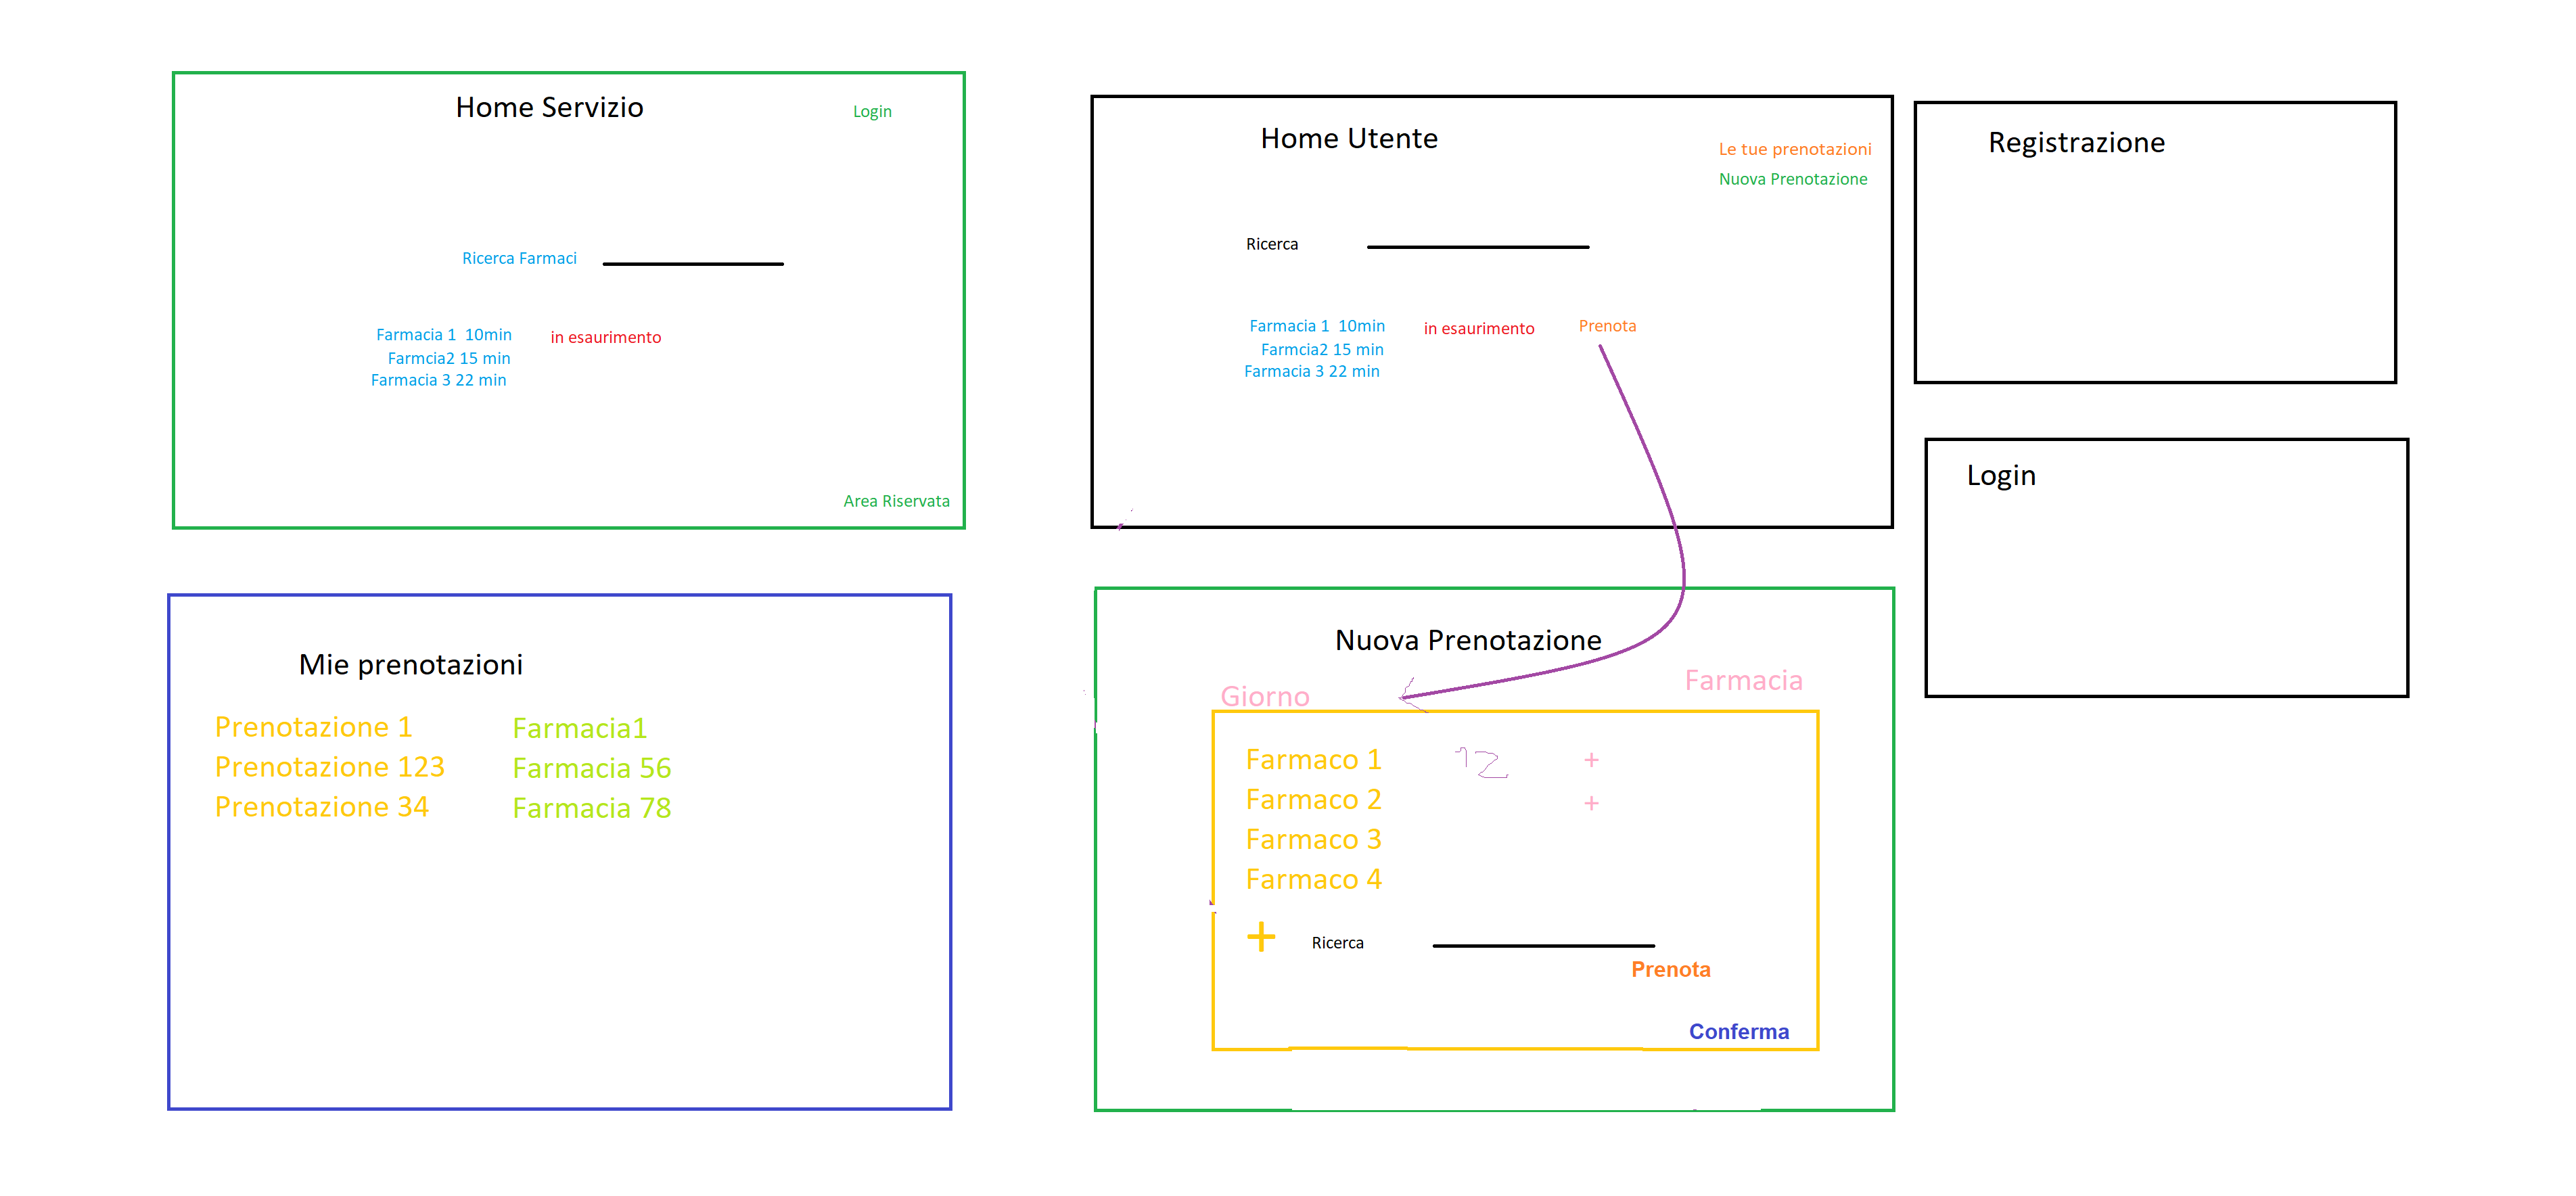 Home Servizio
Login
Ricerca Farmaci
Farmacia 1  10min
in esaurimento
Farmcia2 15 min
Farmacia 3 22 min
Area Riservata
Home Utente
Le tue prenotazioni
Nuova Prenotazione
Ricerca
Farmacia 1  10min
in esaurimento
Prenota
Farmcia2 15 min
Farmacia 3 22 min
Registrazione
Login
Mie prenotazioni
Prenotazione 1
Farmacia1
Prenotazione 123
Farmacia 56
Prenotazione 34
Farmacia 78
Nuova Prenotazione
Giorno
Farmacia
Farmaco 1
12
+
Farmaco 2
+
Farmaco 3
Farmaco 4
+
Ricerca
Prenota
Conferma